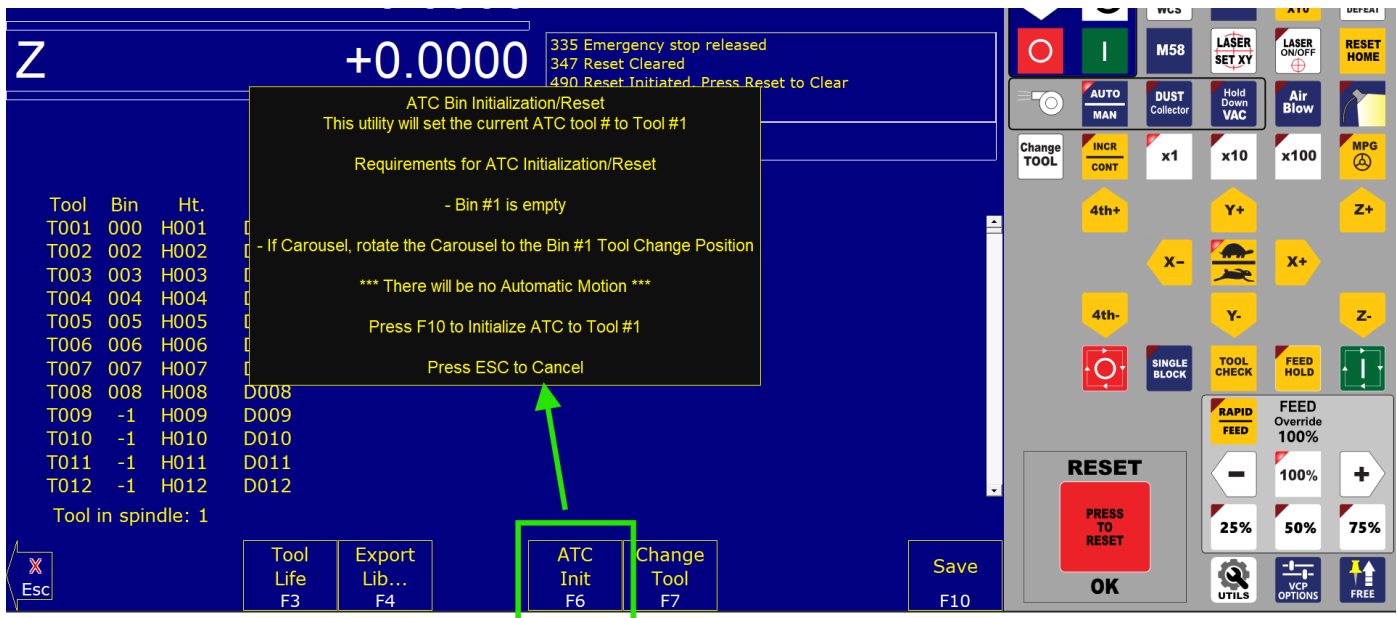 Z
+0.0000
335 Emergency stop released
347 Reset Cleared
490 Reset Initiated. Press Reset to Clear
ATC Bin Initialization/Reset
This utility will set the current ATC tool # to Tool #1
Requirements for ATC Initialization/Reset
- Bin #1 is empty
- If Carousel, rotate the Carousel to the Bin #1 Tool Change Position
*** There will be no Automatic Motion ***
Press F10 to Initialize ATC to Tool #1
Press ESC to Cancel
Tool Bin Ht.
T001 000 H001
T002 002 H002
T003 003 H003
T004 004 H004
T005 005 H005
T006 006 H006
T007 007 H007
T008 008 H008 D008
T009 -1 H009 D009
T010 -1 H010 D010
T011 -1 H011 D011
T012 -1 H012 D012
Tool in spindle: 1
X
Esc
Tool
Life
F3
Export
Lib...
F4
ATC
Init
F6
Change
Tool
F7
Save
F10
WCS
XY0
DEFEAT
M58
LASER
SET XY
LASER
ON/OFF
RESET
HOME
AUTO
MAN
DUST
Collector
Hold
Down
VAC
Air
Blow
Change
TOOL
INCR
CONT
x1
x10
x100
MPG
4th+
Y+
Z+
X-
X+
4th-
Y-
Z-
SINGLE
BLOCK
TOOL
CHECK
FEED
HOLD
RAPID
FEED
FEED
Override
100%
-
100%
+
25%
50%
75%
RESET
PRESS
TO
RESET
OK
UTILS
VCP
OPTIONS
FREE